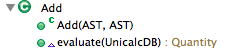 Add
Add(AST, AST)
evaluate(UnicalcDB) : Quantity